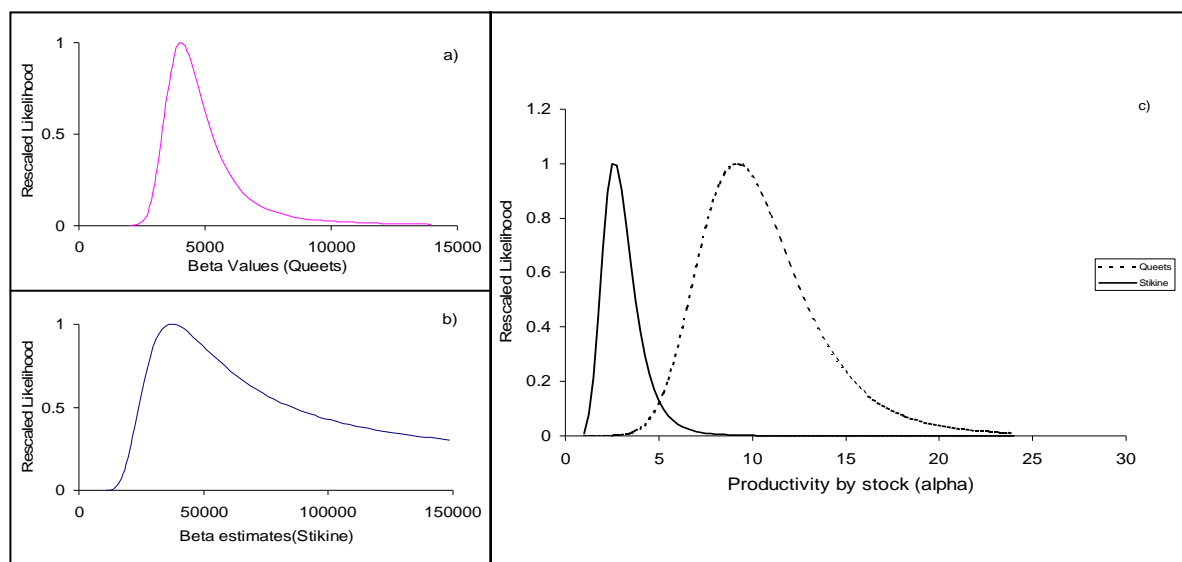 a)
Rescaled Likelihood
1
0.5
0
0 5000 10000 15000
Beta Values (Queets)
b)
Rescaled Likelihood
1
0.5
0
0 50000 100000 150000
Beta estimates(Stikine)
c)
Rescaled Likelihood
1.2
1
0.8
0.6
0.4
0.2
0
0 5 10 15 20 25 30
Productivity by stock (alpha)
Queets
Stikine